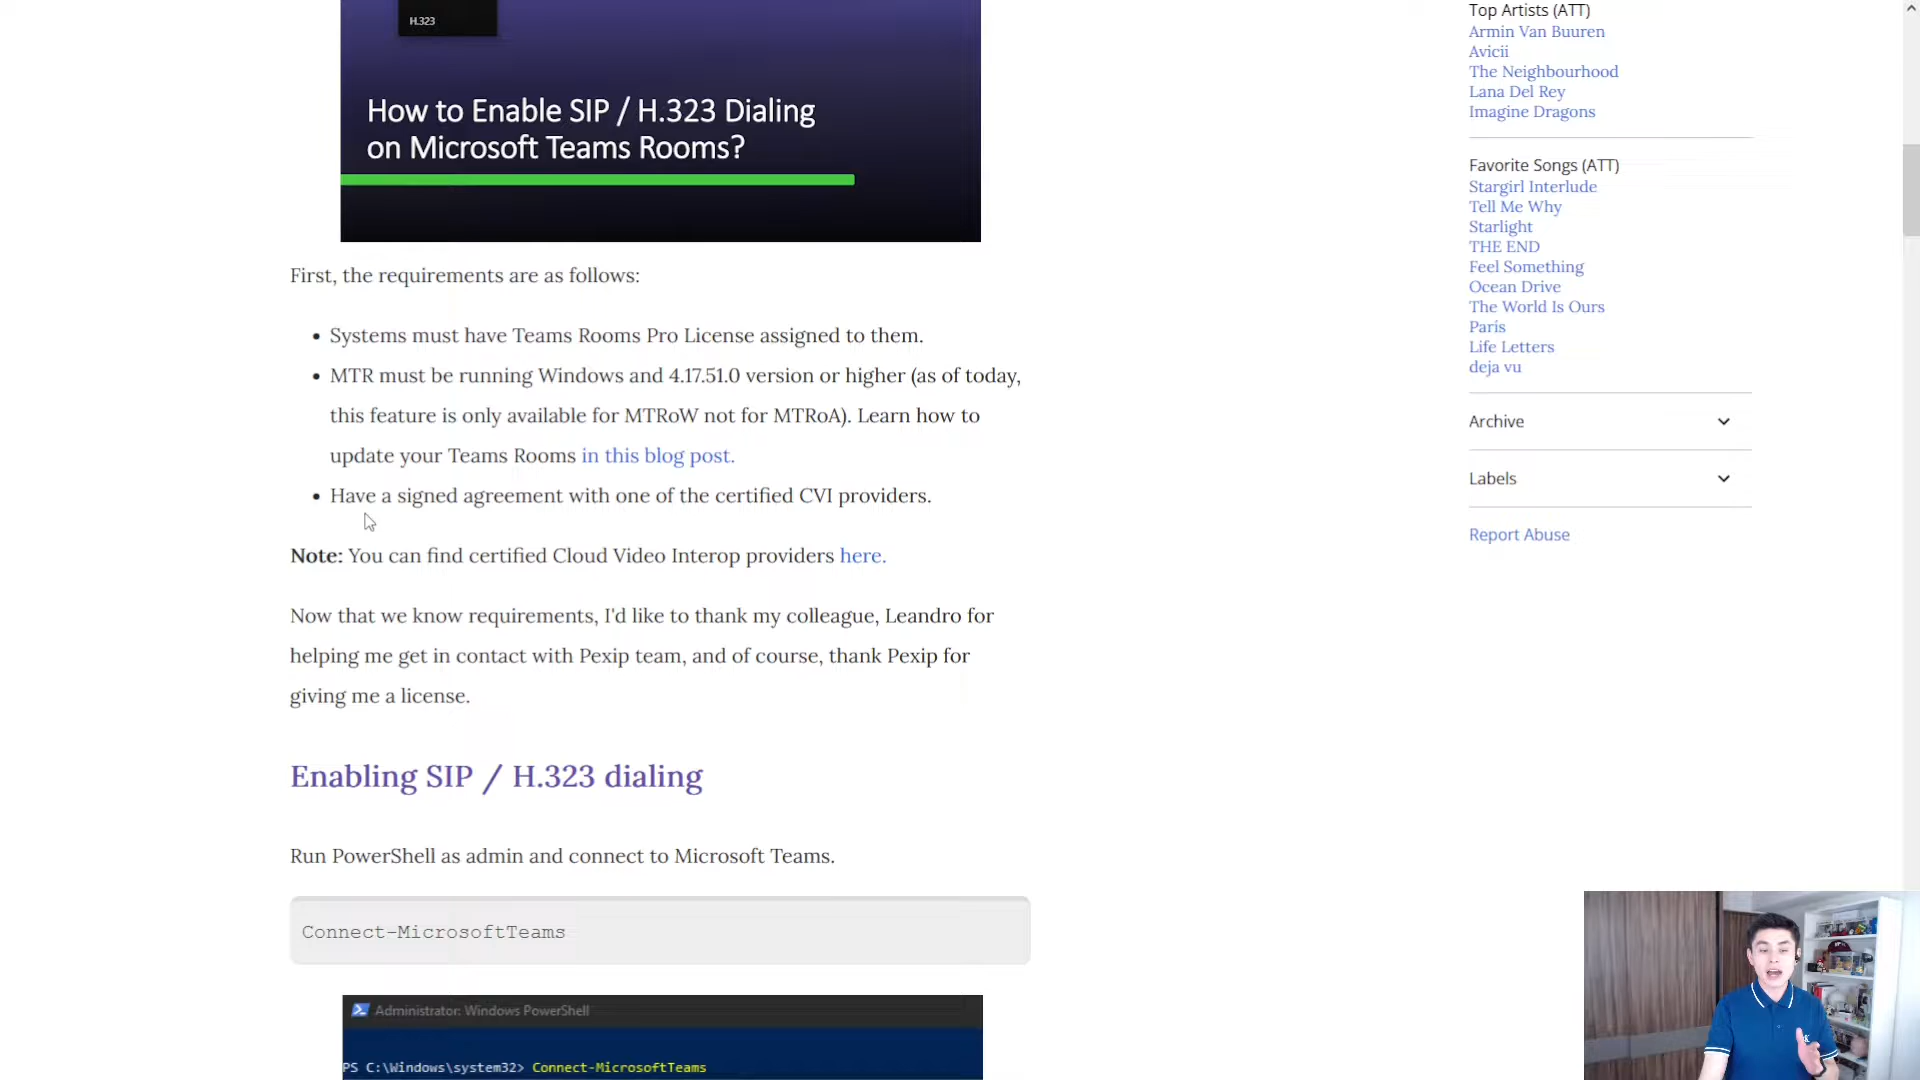 H.323
How to Enable SIP / H.323 Dialing
on Microsoft Teams Rooms?
First, the requirements are as follows:
• Systems must have Teams Rooms Pro License assigned to them.
• MTR must be running Windows and 4.17.51.0 version or higher (as of today,
this feature is only available for MTRoW not for MTRoA). Learn how to
update your Teams Rooms in this blog post.
• Have a signed agreement with one of the certified CVI providers.
Note: You can find certified Cloud Video Interop providers here.
Now that we know requirements, I'd like to thank my colleague, Leandro for
helping me get in contact with Pexip team, and of course, thank Pexip for
giving me a license.
Enabling SIP / H.323 dialing
Run PowerShell as admin and connect to Microsoft Teams.
Connect-MicrosoftTeams
Administrator: Windows PowerShell
PS C:\Windows\system32> Connect-MicrosoftTeams
Top Artists (ATT)
Armin Van Buuren
Avicii
The Neighbourhood
Lana Del Rey
Imagine Dragons
Favorite Songs (ATT)
Stargirl Interlude
Tell Me Why
Starlight
THE END
Feel Something
Ocean Drive
The World Is Ours
Paris
Life Letters
deja vu
Archive
Labels
Report Abuse